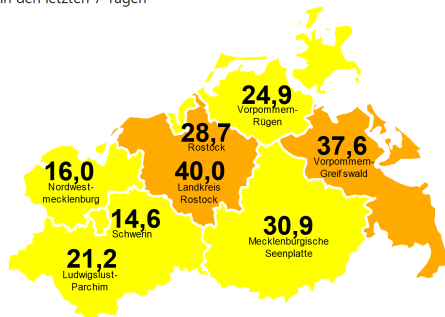 in den letzten 7 Tagen
24,9
Vorpommern-
Rügen
28,7
Rostock
37,6
Vorpommern-
Greifswald
40,0
Landkreis
Rostock
16,0
Nordwest-
mecklenburg
14,6
Schwerin
30,9
Mecklenburgische
Seenplatte
21,2
Ludwigslust-
Parchim